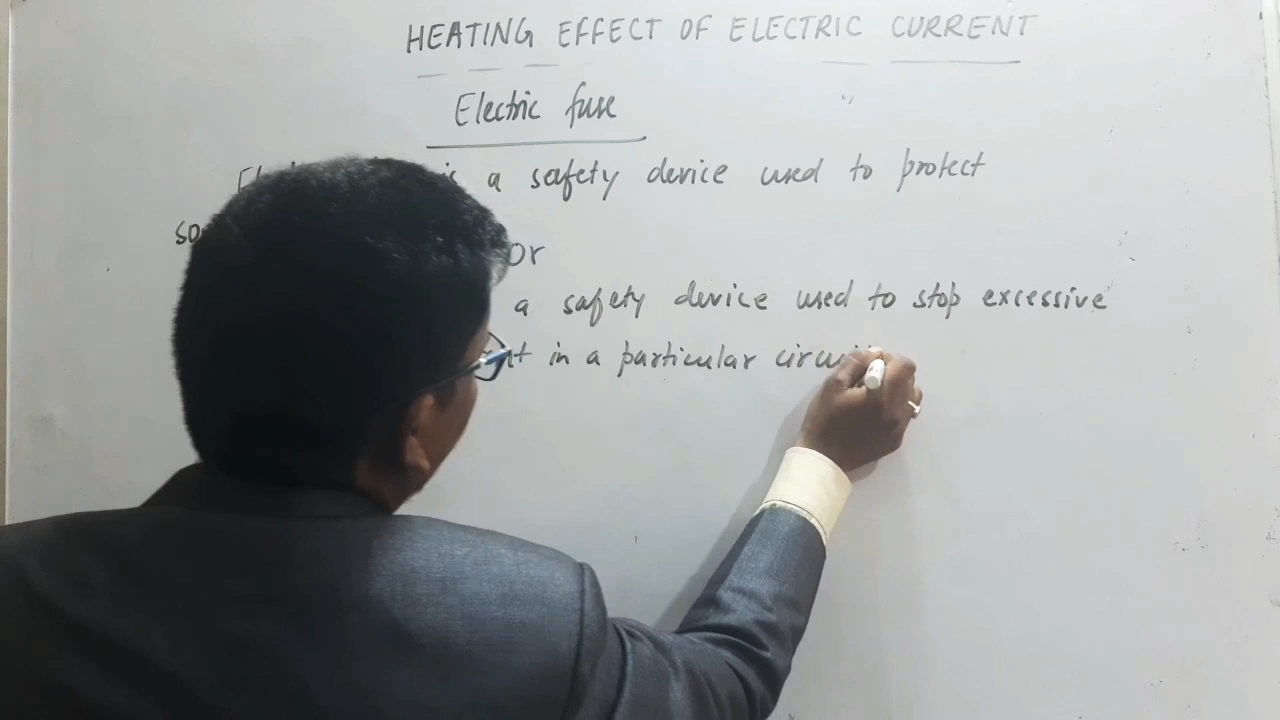 HEATING EFFECT OF ELECTRIC CURRENT
Electric fuse
a safety device used to protect
or
a safety device used to stop excessive
in a particular